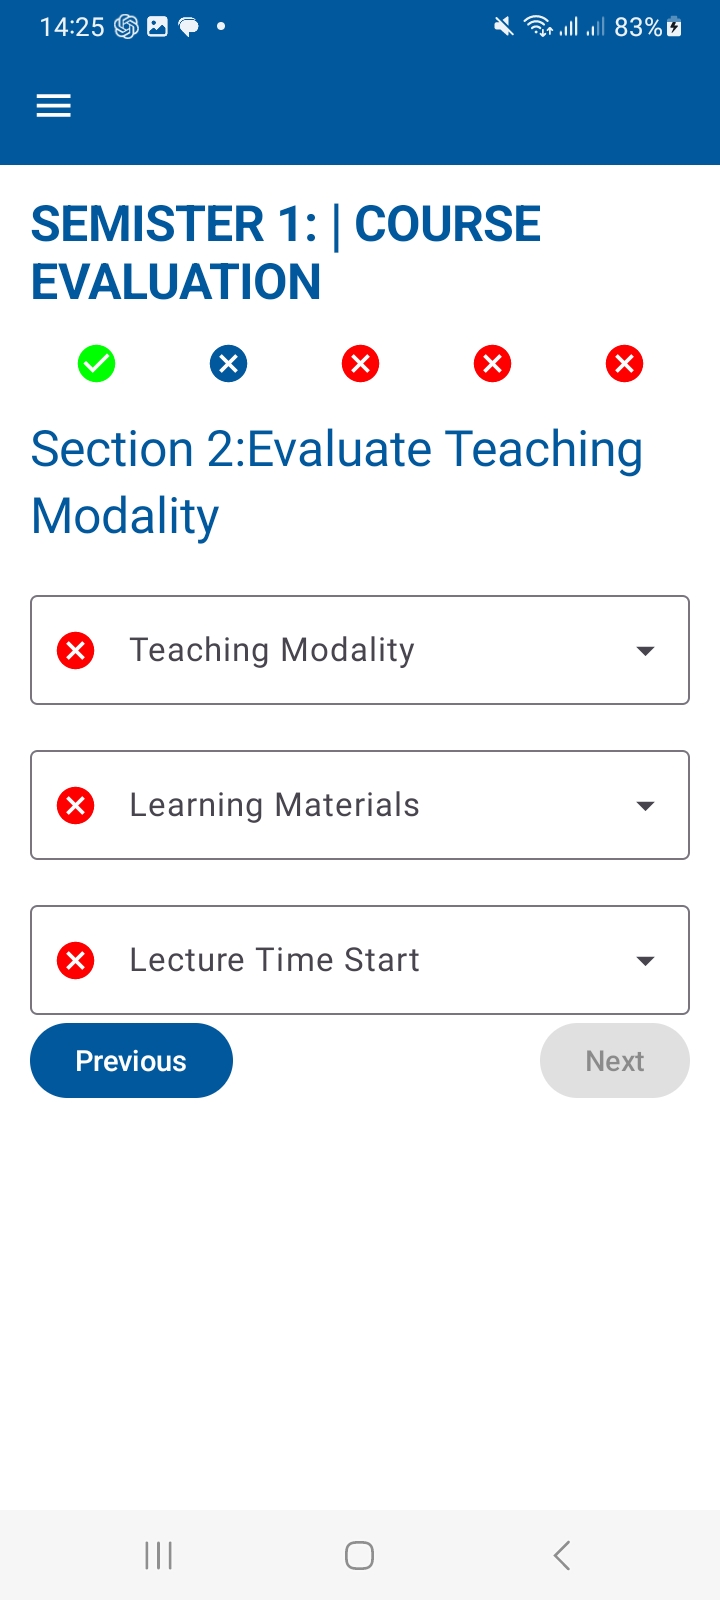 14:25 83%
SEMISTER 1: | COURSE
EVALUATION
Section 2:Evaluate Teaching
Modality
Teaching Modality
Learning Materials
Lecture Time Start
Previous Next